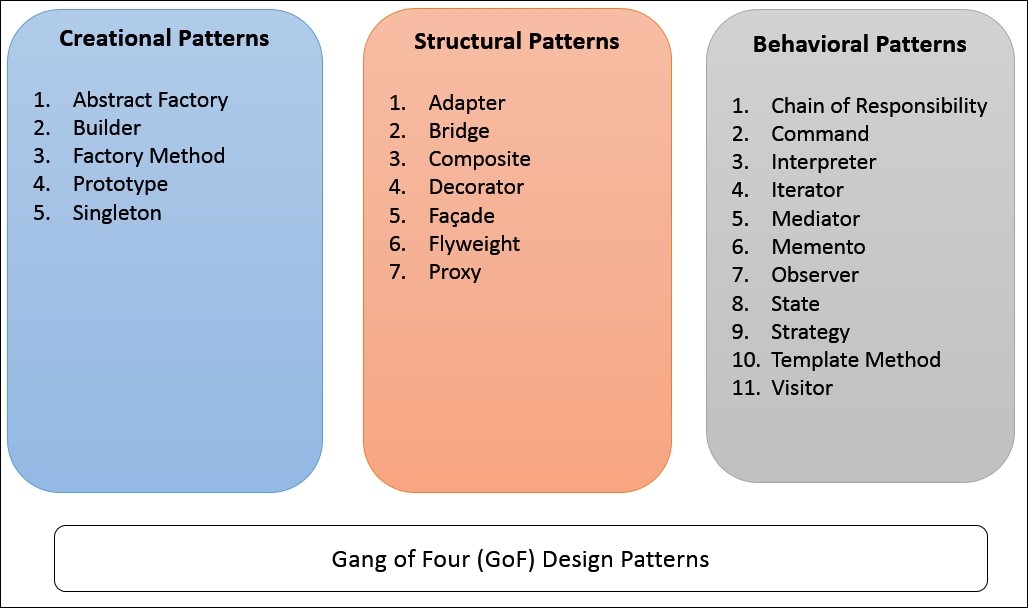 Creational Patterns
1. Abstract Factory
2. Builder
3. Factory Method
4. Prototype
5. Singleton
Structural Patterns
1. Adapter
2. Bridge
3. Composite
4. Decorator
5. Façade
6. Flyweight
7. Proxy
Behavioral Patterns
1. Chain of Responsibility
2. Command
3. Interpreter
4. Iterator
5. Mediator
6. Memento
7. Observer
8. State
9. Strategy
10. Template Method
11. Visitor
Gang of Four (GoF) Design Patterns